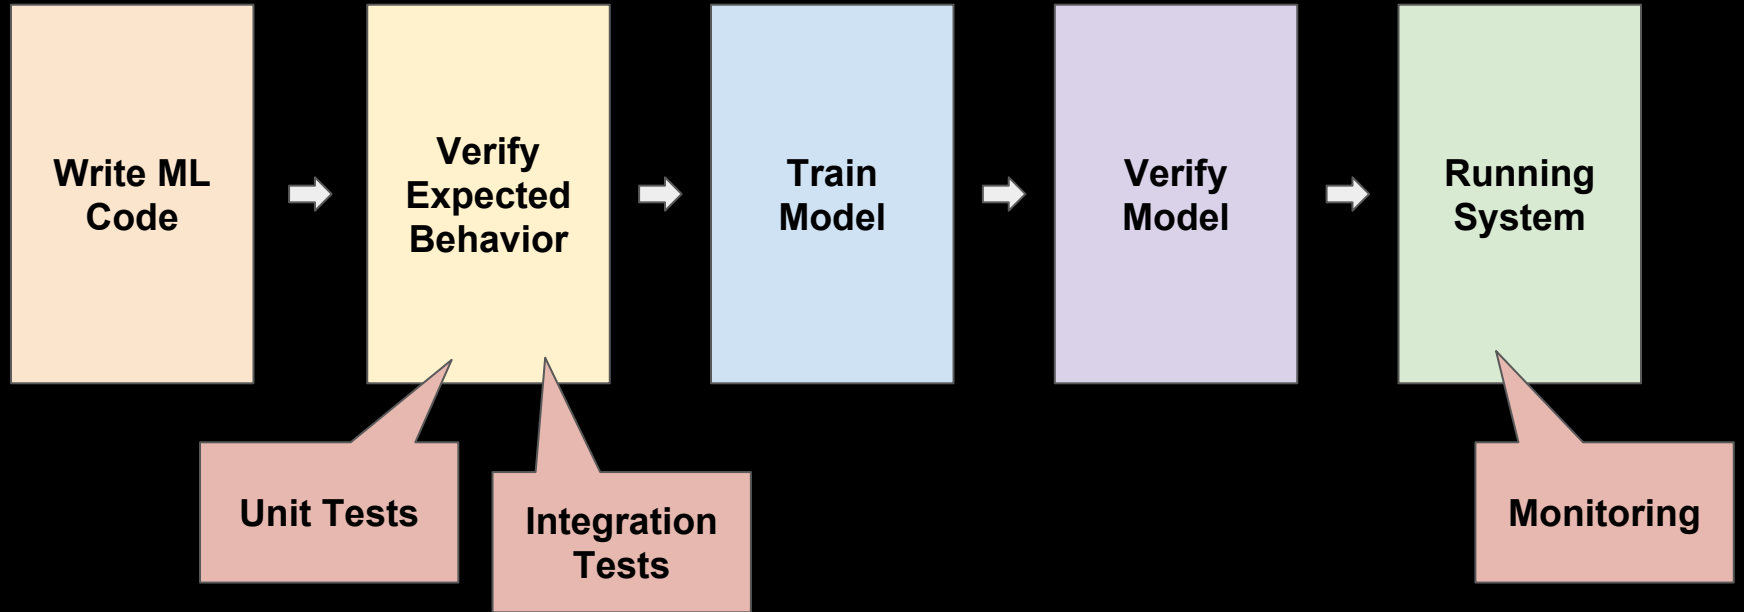 Write ML
Code
Verify
Expected
Behavior
Train
Model
Verify
Model
Running
System
Unit Tests
Integration
Tests
Monitoring